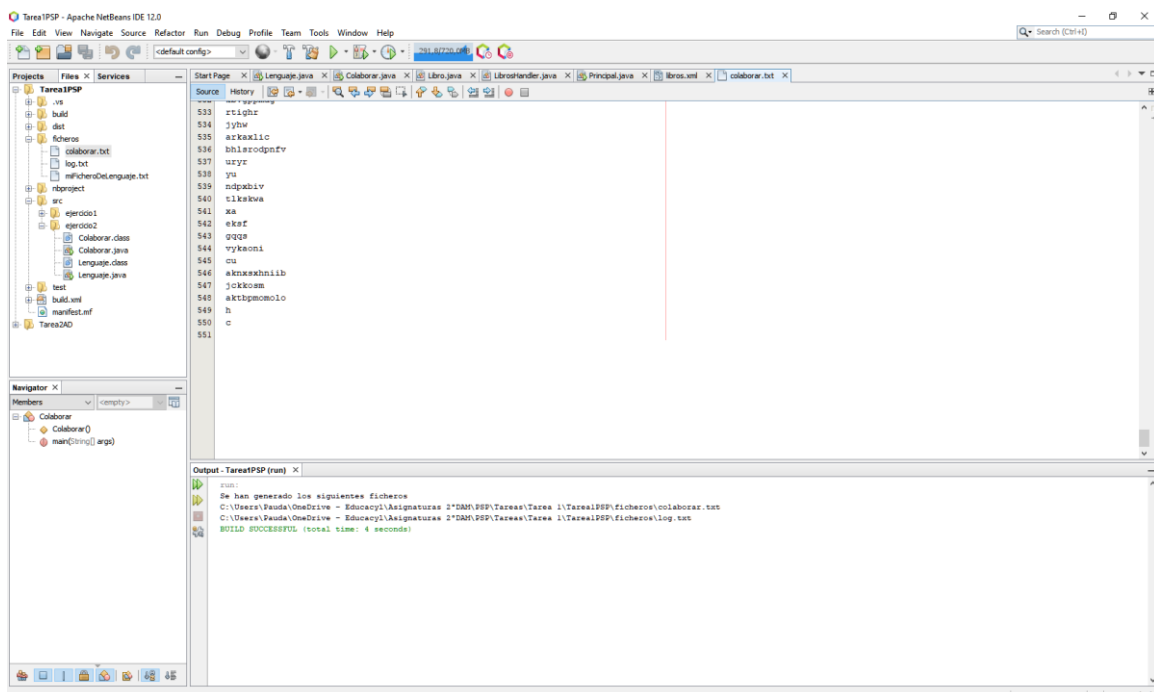 Tarea1PSP - Apache NetBeans IDE 12.0
File Edit View Navigate Source Refactor Run Debug Profile Team Tools Window Help
Search (Ctrl+I)
<default config>
Projects Files Services
Start Page Lenguaje.java Colaborar.java Libro.java LibrosHandler.java Principal.java libros.xml colaborar.txt
Source History
Tarea1PSP
.vs
build
dist
ficheros
colaborar.txt
log.txt
miFicheroDeLenguaje.txt
nbproject
src
ejercicio1
ejercicio2
Colaborar.class
Colaborar.java
Lenguaje.class
Lenguaje.java
test
build.xml
manifest.mf
Tarea2AD
533 rtighr
534 jyhw
535 arkaxlic
536 bhlsrodpnfv
537 uryr
538 yu
539 ndpxbiv
540 tlkskwa
541 xa
542 eksf
543 gqqs
544 vykaoni
545 cu
546 aknxsxhniib
547 jckkosm
548 aktbpmomolo
549 h
550 c
551
Navigator
Members <empty>
Colaborar
Colaborar()
main(String[] args)
Output - Tarea1PSP (run)
run:
Se han generado los siguientes ficheros
C:\Users\Pauda\OneDrive - Educacyl\Asignaturas 2ºDAM\PSP\Tareas\Tarea 1\Tarea1PSP\ficheros\colaborar.txt
C:\Users\Pauda\OneDrive - Educacyl\Asignaturas 2ºDAM\PSP\Tareas\Tarea 1\Tarea1PSP\ficheros\log.txt
BUILD SUCCESSFUL (total time: 4 seconds)